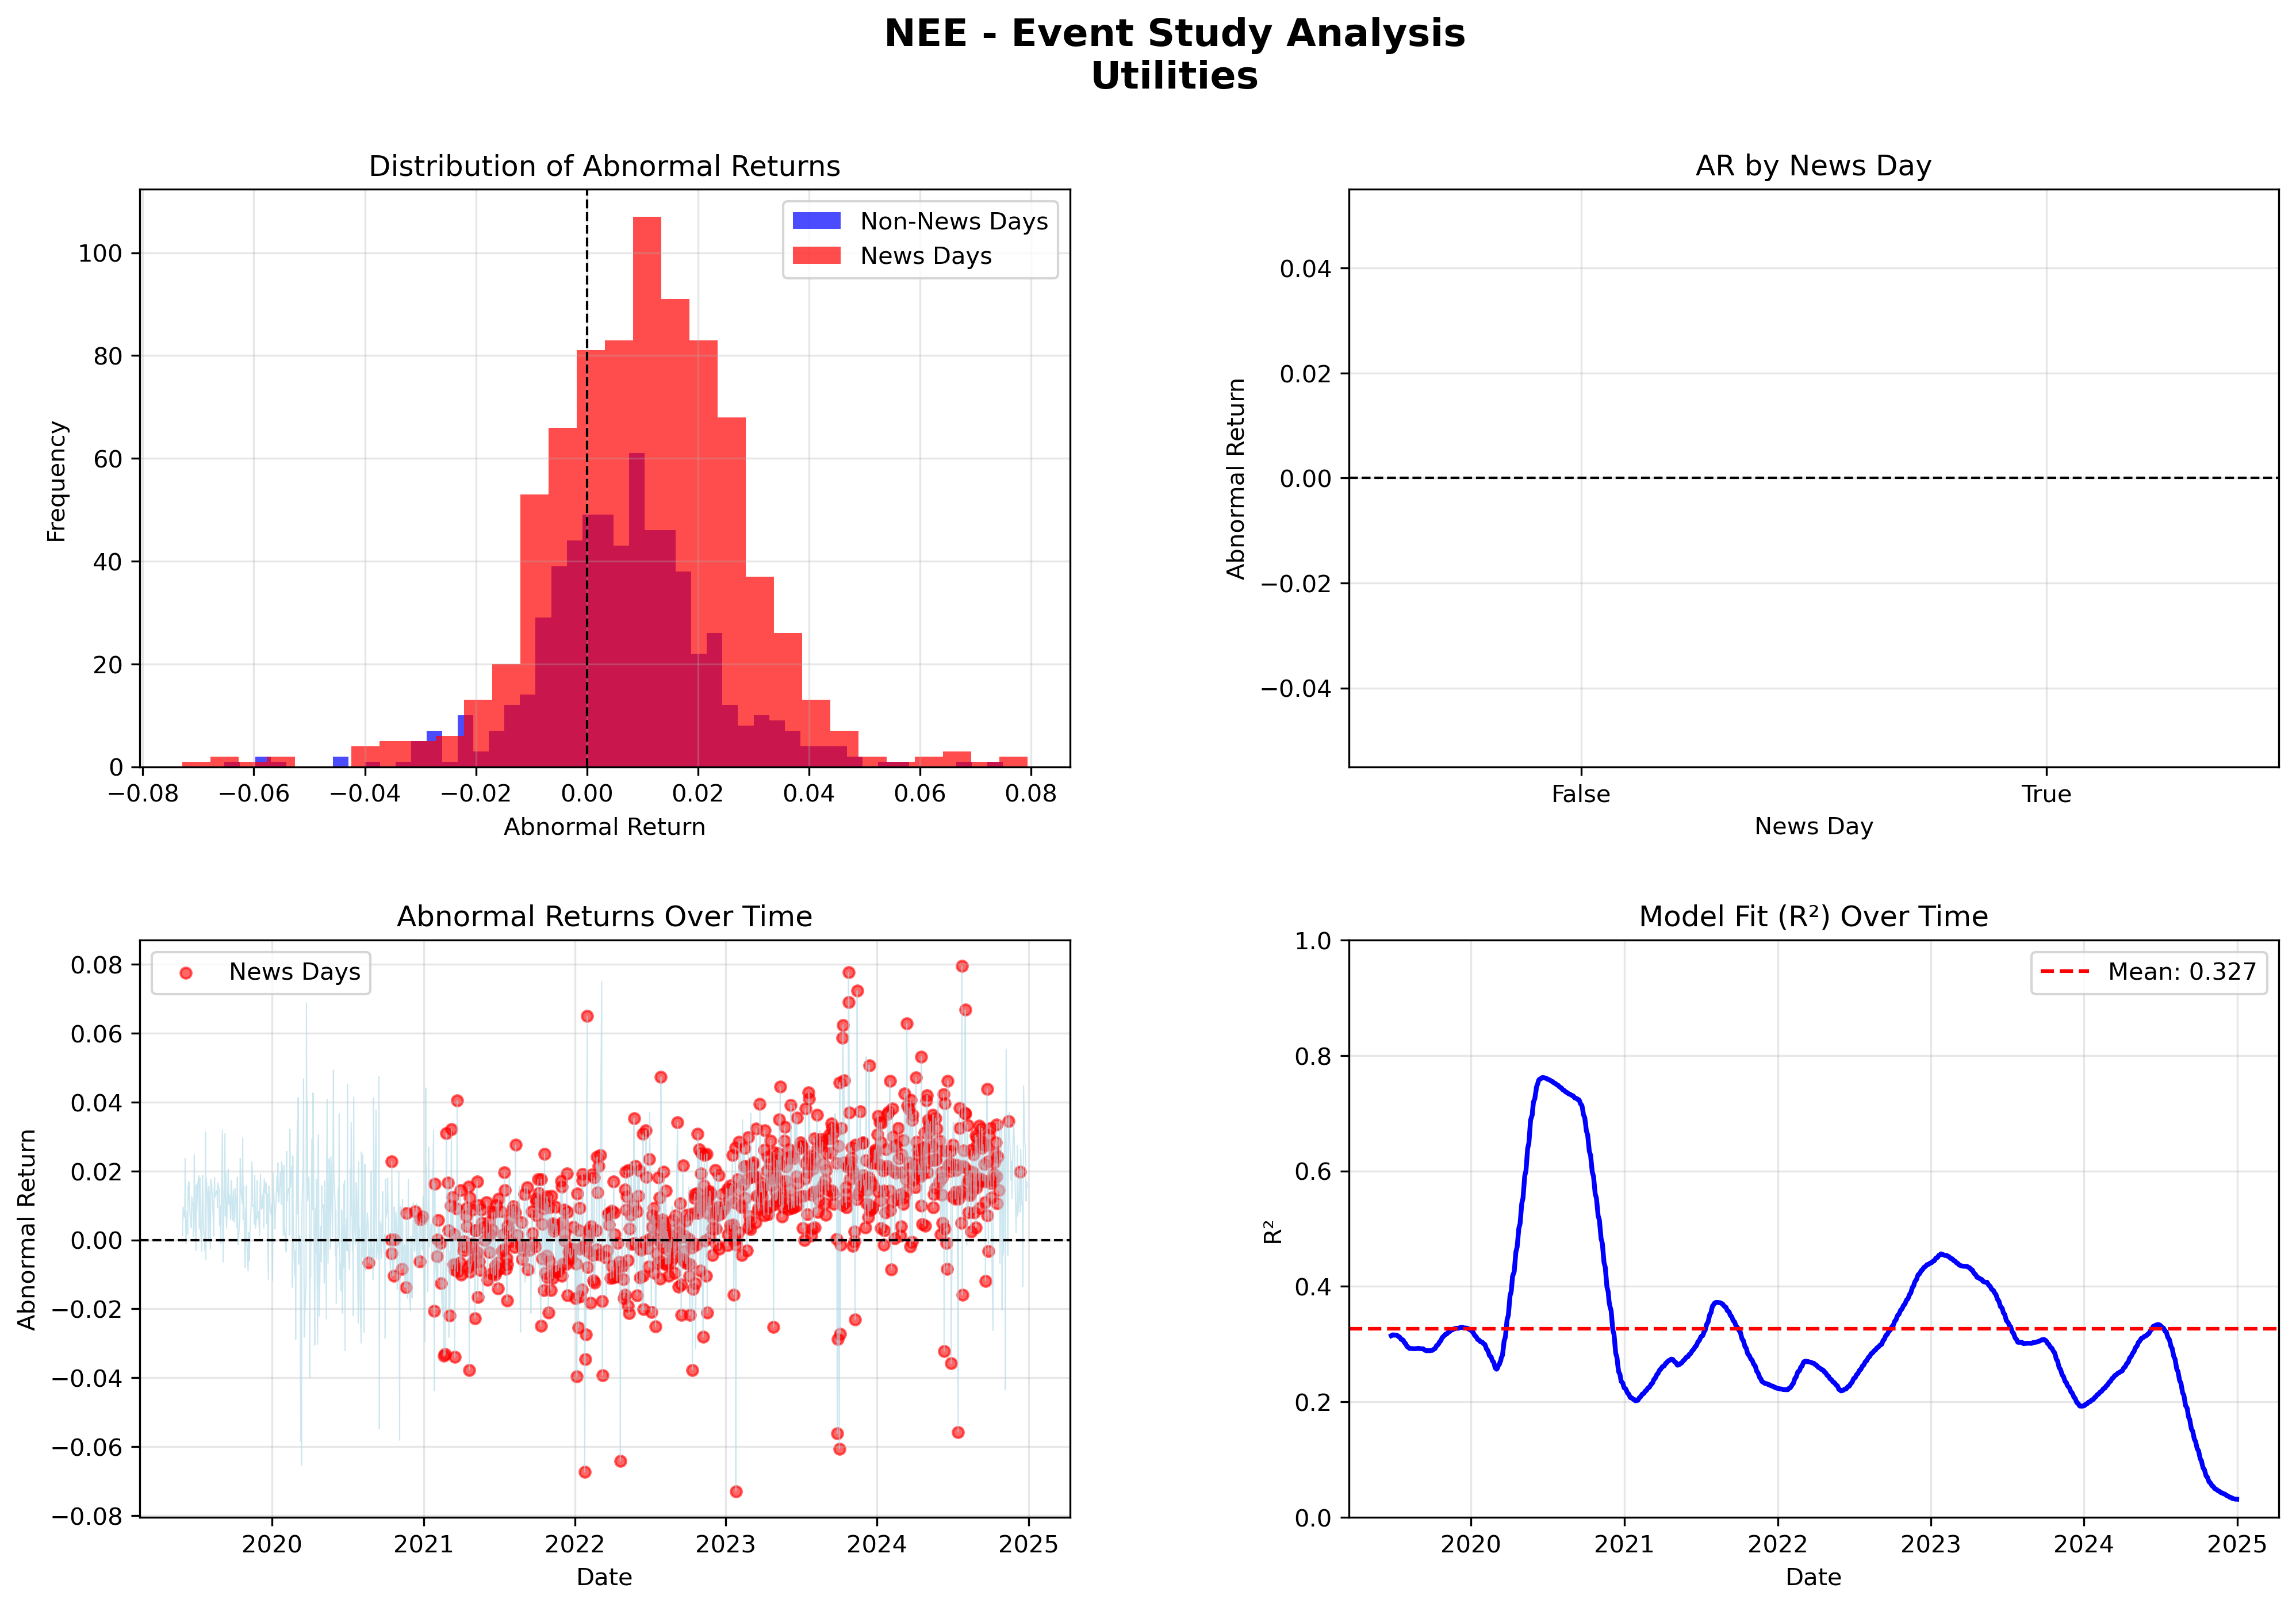 NEE - Event Study Analysis
Utilities
Distribution of Abnormal Returns
Non-News Days
News Days
Frequency
100
80
60
40
20
0
−0.08 −0.06 −0.04 −0.02 0.00 0.02 0.04 0.06 0.08
Abnormal Return
AR by News Day
Abnormal Return
0.04
0.02
0.00
−0.02
−0.04
False True
News Day
Abnormal Returns Over Time
News Days
Abnormal Return
0.08
0.06
0.04
0.02
0.00
−0.02
−0.04
−0.06
−0.08
2020 2021 2022 2023 2024 2025
Date
Model Fit (R²) Over Time
Mean: 0.327
R²
1.0
0.8
0.6
0.4
0.2
0.0
2020 2021 2022 2023 2024 2025
Date